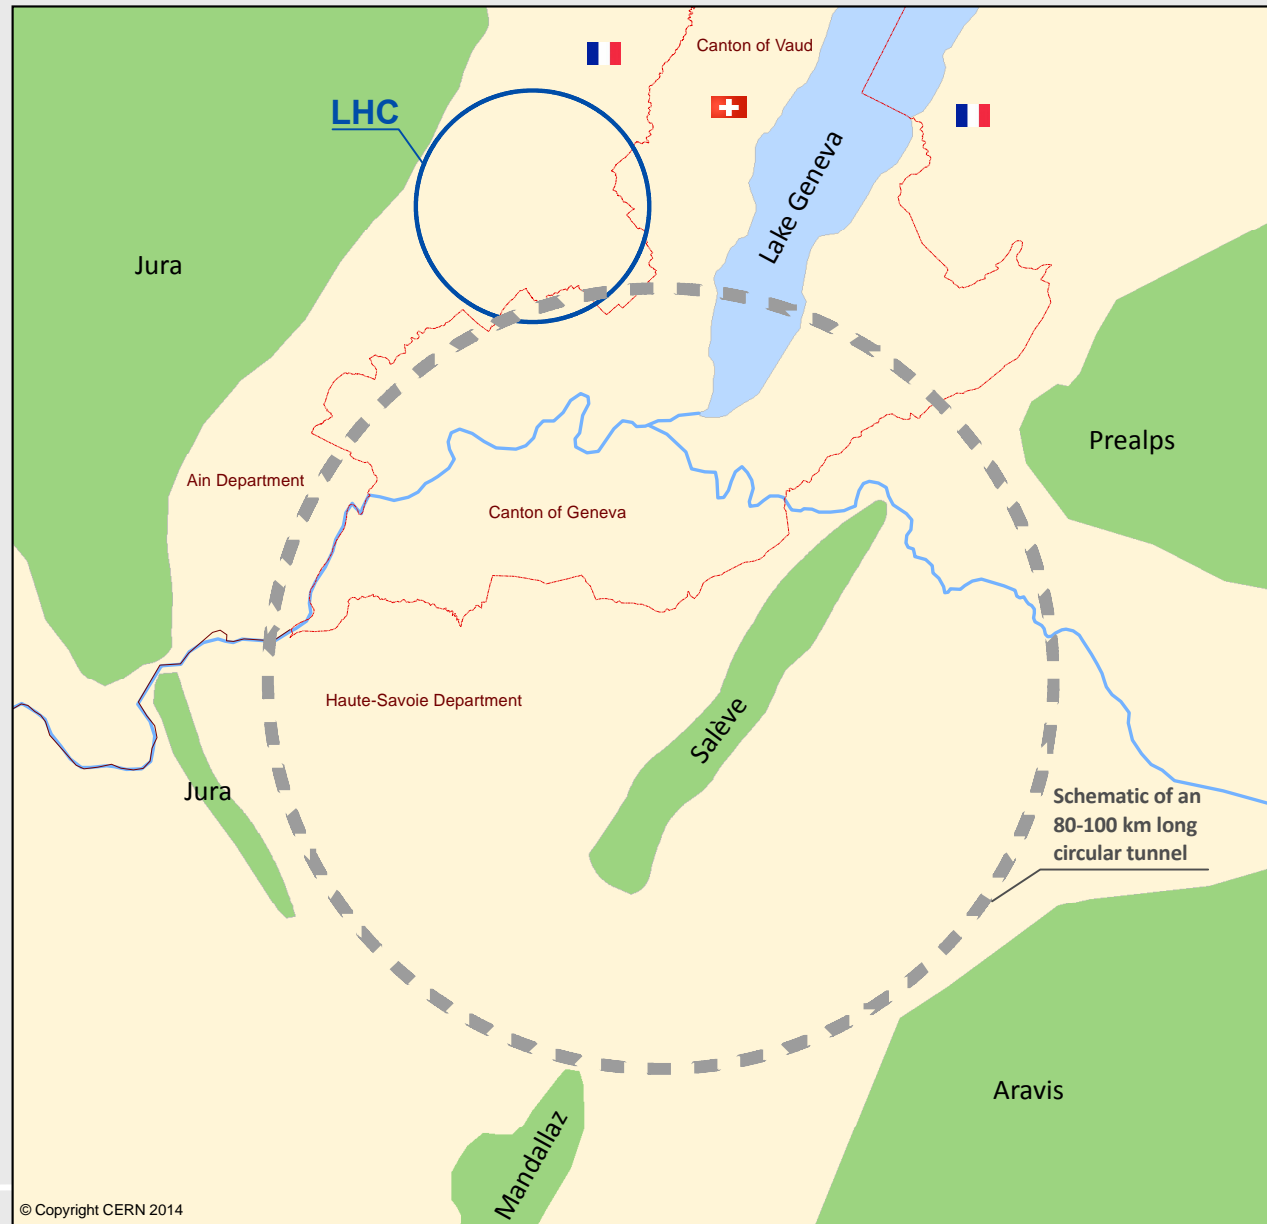 Canton of Vaud
LHC
Lake Geneva
Jura
Prealps
Ain Department
Canton of Geneva
Haute-Savoie Department
Salève
Jura
Schematic of an
80-100 km long
circular tunnel
Aravis
Mandallaz
© Copyright CERN 2014